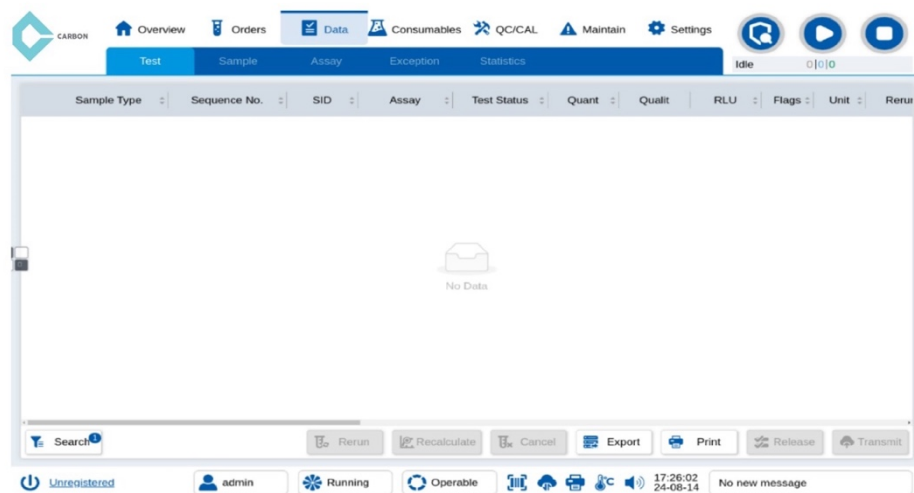 CARBON Overview Orders Data Consumables QC/CAL Maintain Settings
Test Sample Assay Exception Statistics
Idle 0|0|0
Sample Type Sequence No. SID Assay Test Status Quant Qualit RLU Flags Unit Rerun
No Data
Search 1 Rerun Recalculate Cancel Export Print Release Transmit
Unregistered admin Running Operable °C 17:26:02 No new message
24-08-14